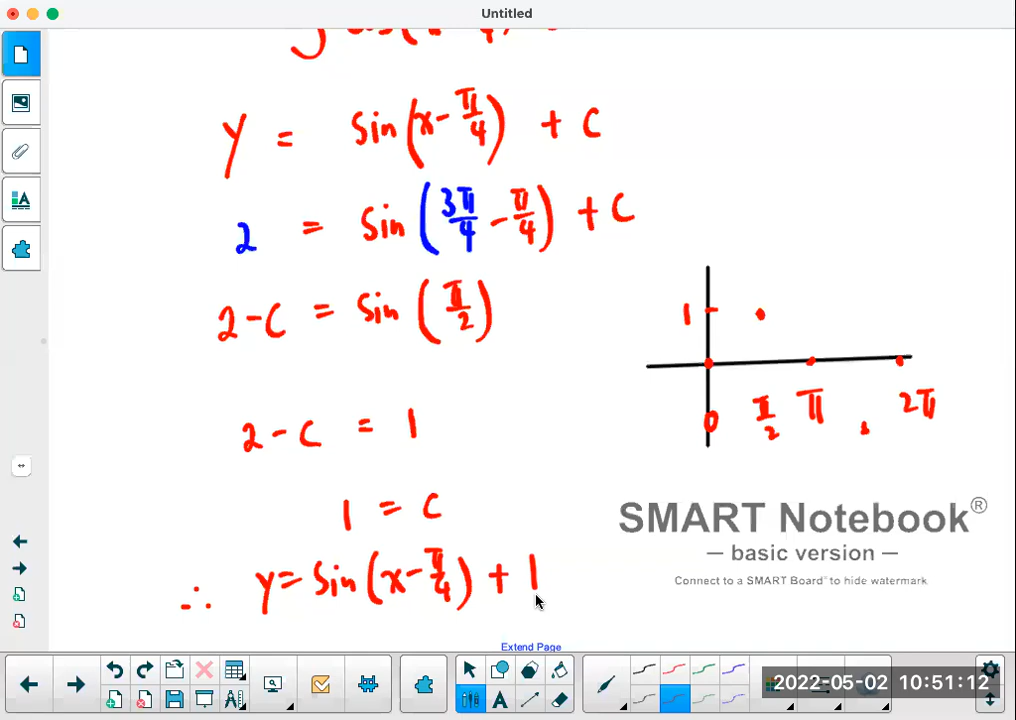 Untitled
y = sin(x - π/4) + c
2 = sin(3π/4 - π/4) + c
2 - c = sin(π/2)
1
0 π/2 π 2π
2 - c = 1
1 = c
∴ y = sin(x - π/4) + 1
SMART Notebook®
— basic version —
Connect to a SMART Board™ to hide watermark.
Extend Page
2022-05-02 10:51:12